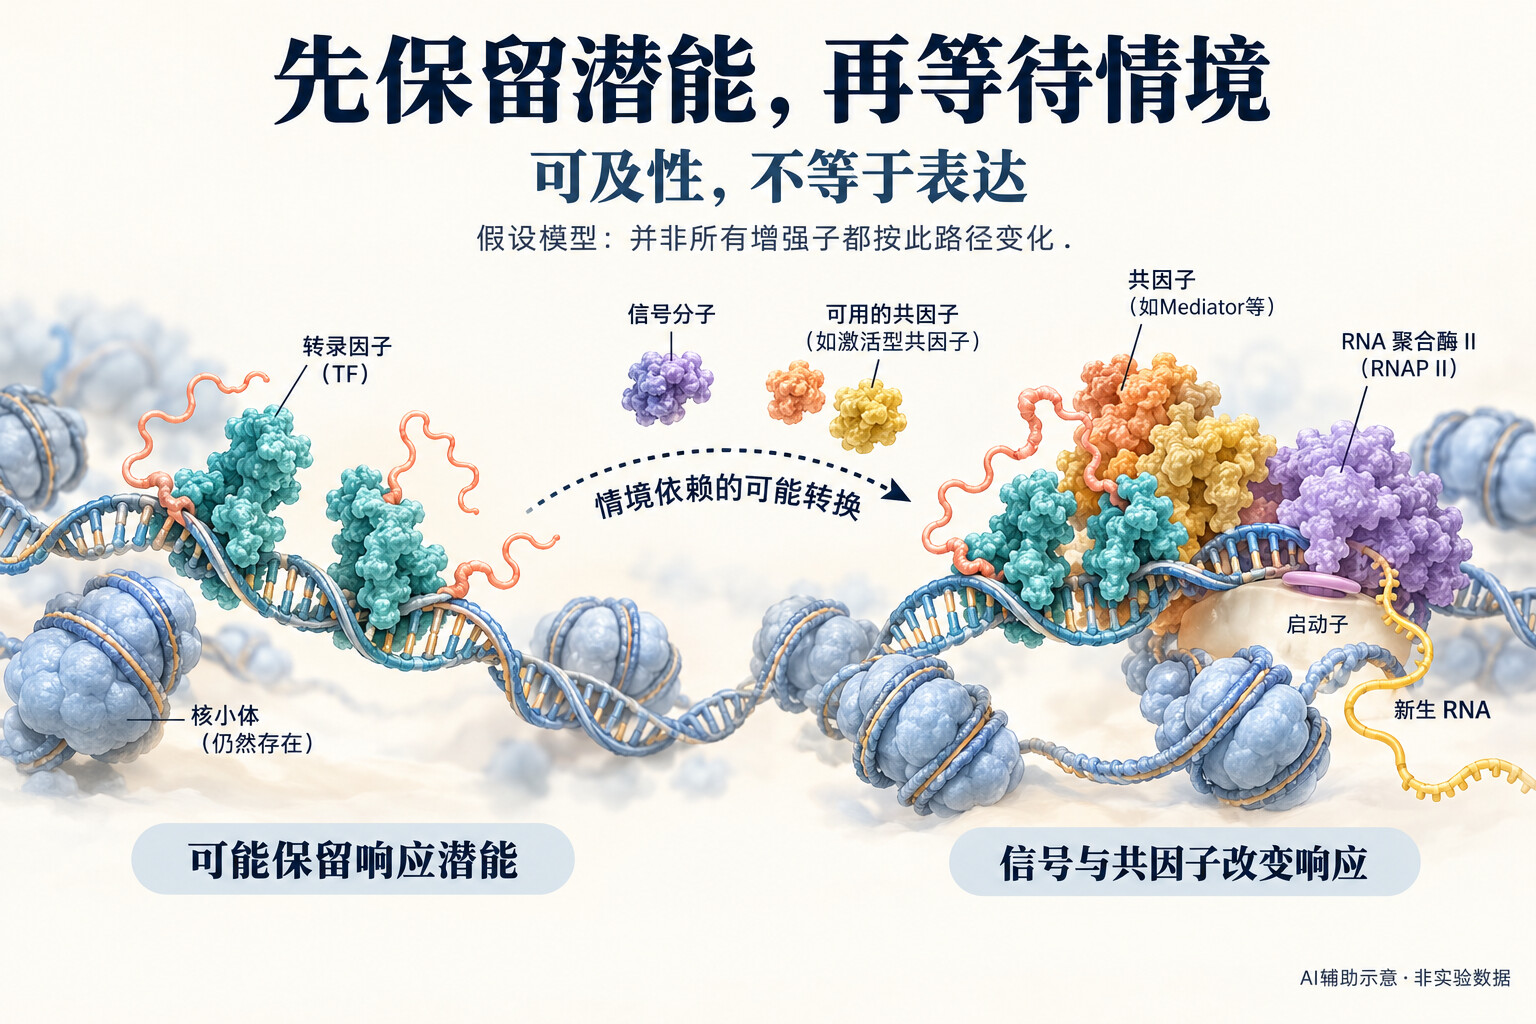 先保留潜能，再等待情境
可及性，不等于表达
假设模型：并非所有增强子都按此路径变化．
转录因子
（TF）
信号分子
可用的共因子
（如激活型共因子）
共因子
（如Mediator等）
RNA 聚合酶 II
（RNAP II）
情境依赖的可能转换
启动子
核小体
（仍然存在）
新生 RNA
可能保留响应潜能
信号与共因子改变响应
AI辅助示意 · 非实验数据